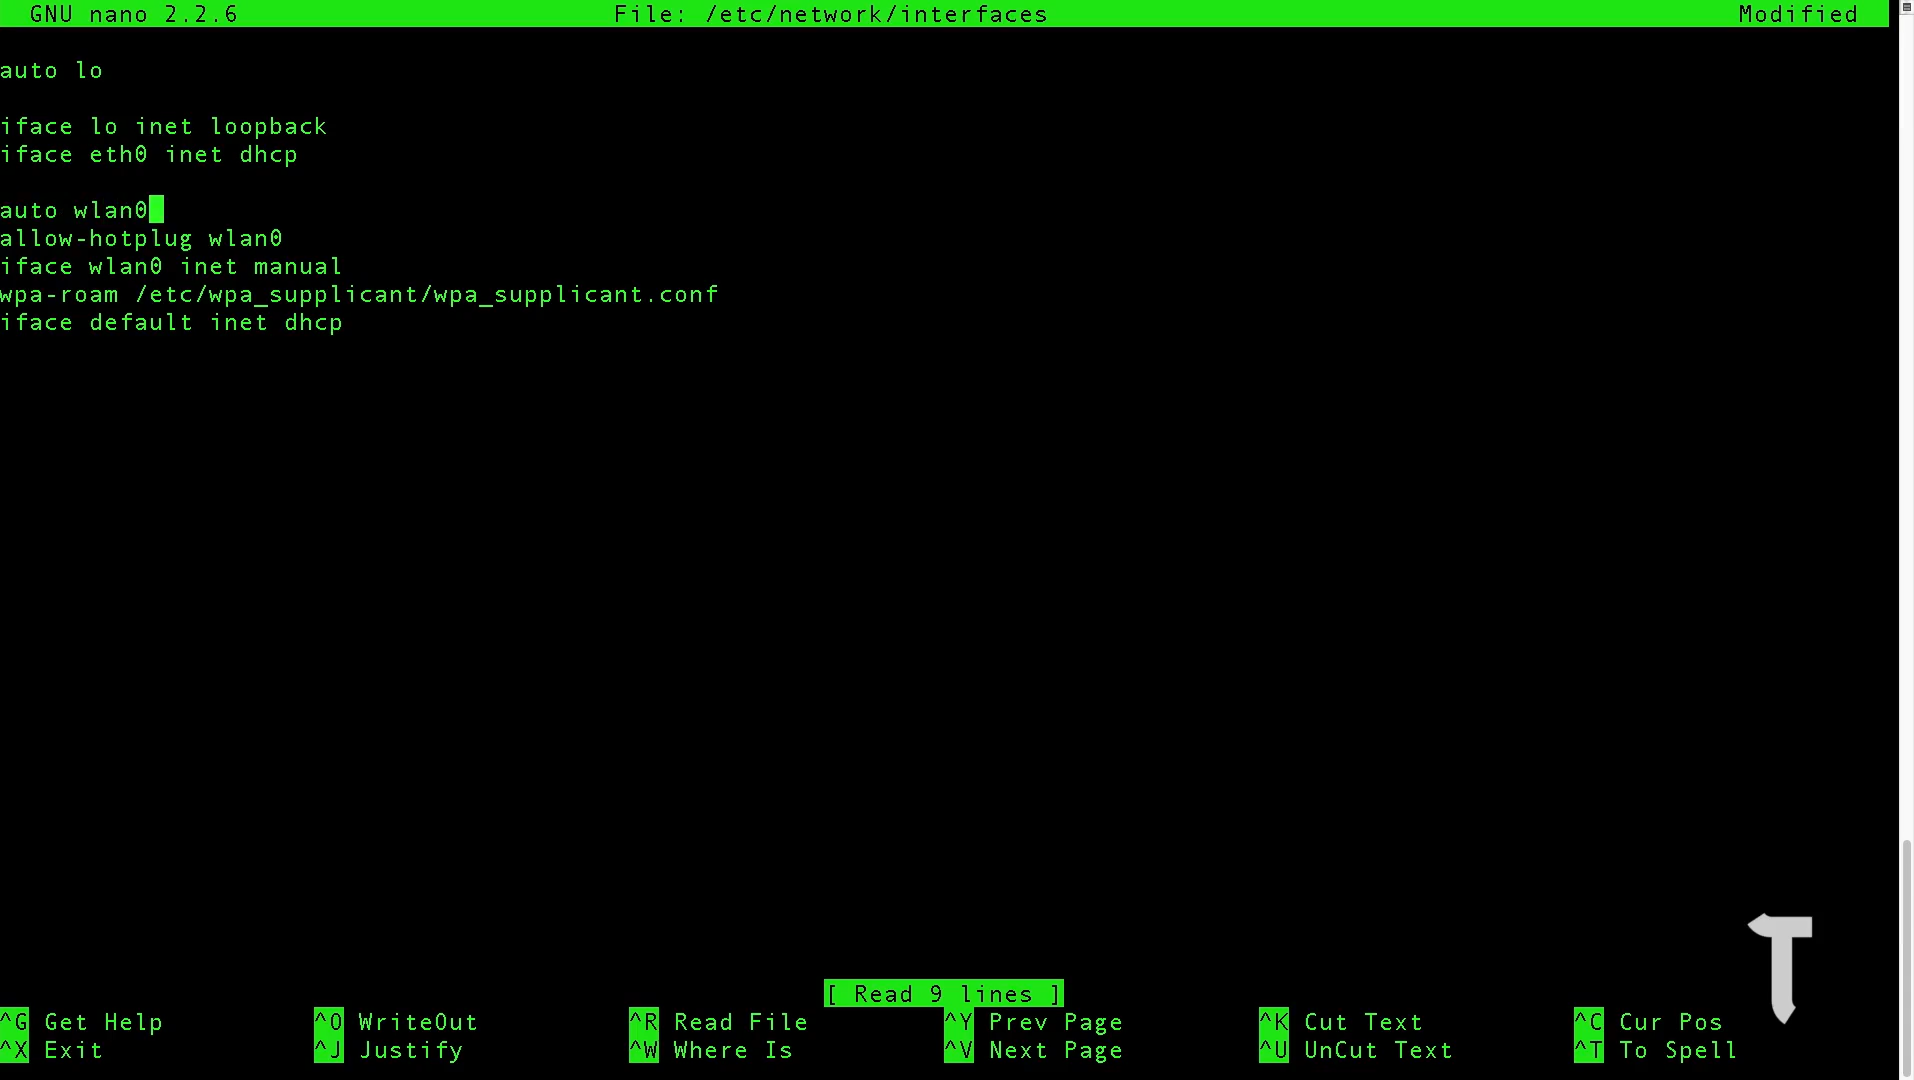 GNU nano 2.2.6 File: /etc/network/interfaces Modified
auto lo
iface lo inet loopback
iface eth0 inet dhcp
auto wlan0
allow-hotplug wlan0
iface wlan0 inet manual
wpa-roam /etc/wpa_supplicant/wpa_supplicant.conf
iface default inet dhcp
[ Read 9 lines ]
^G Get Help ^O WriteOut ^R Read File ^Y Prev Page ^K Cut Text ^C Cur Pos
^X Exit ^J Justify ^W Where Is ^V Next Page ^U UnCut Text ^T To Spell
T